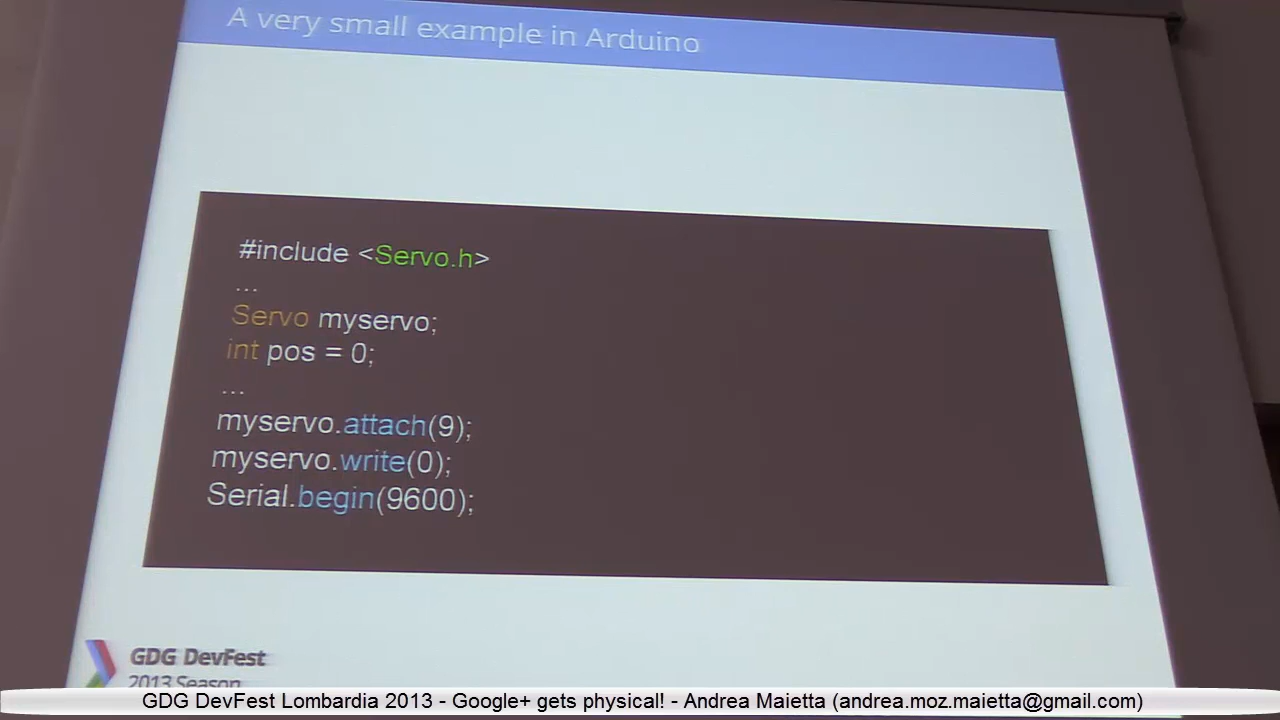 A very small example in Arduino
#include <Servo.h>
...
Servo myservo;
int pos = 0;
...
myservo.attach(9);
myservo.write(0);
Serial.begin(9600);
GDG DevFest
2013 Season
GDG DevFest Lombardia 2013 - Google+ gets physical! - Andrea Maietta (andrea.moz.maietta@gmail.com)